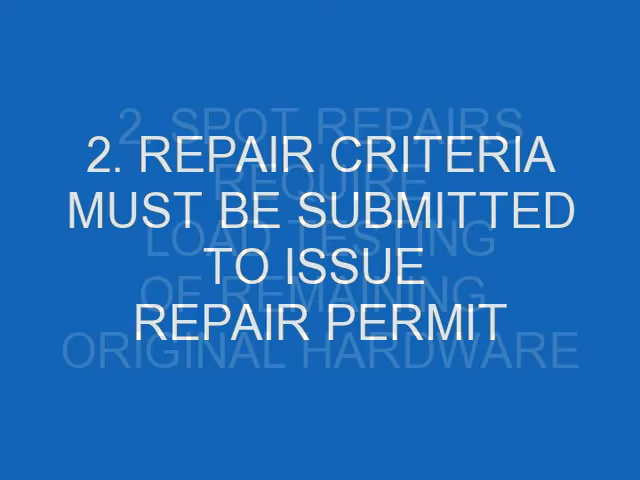 2. SPOT REPAIRS
2. REPAIR CRITERIA
REQUIRE
MUST BE SUBMITTED
LOAD TESTING
TO ISSUE
OF REMAINING
REPAIR PERMIT
ORIGINAL HARDWARE